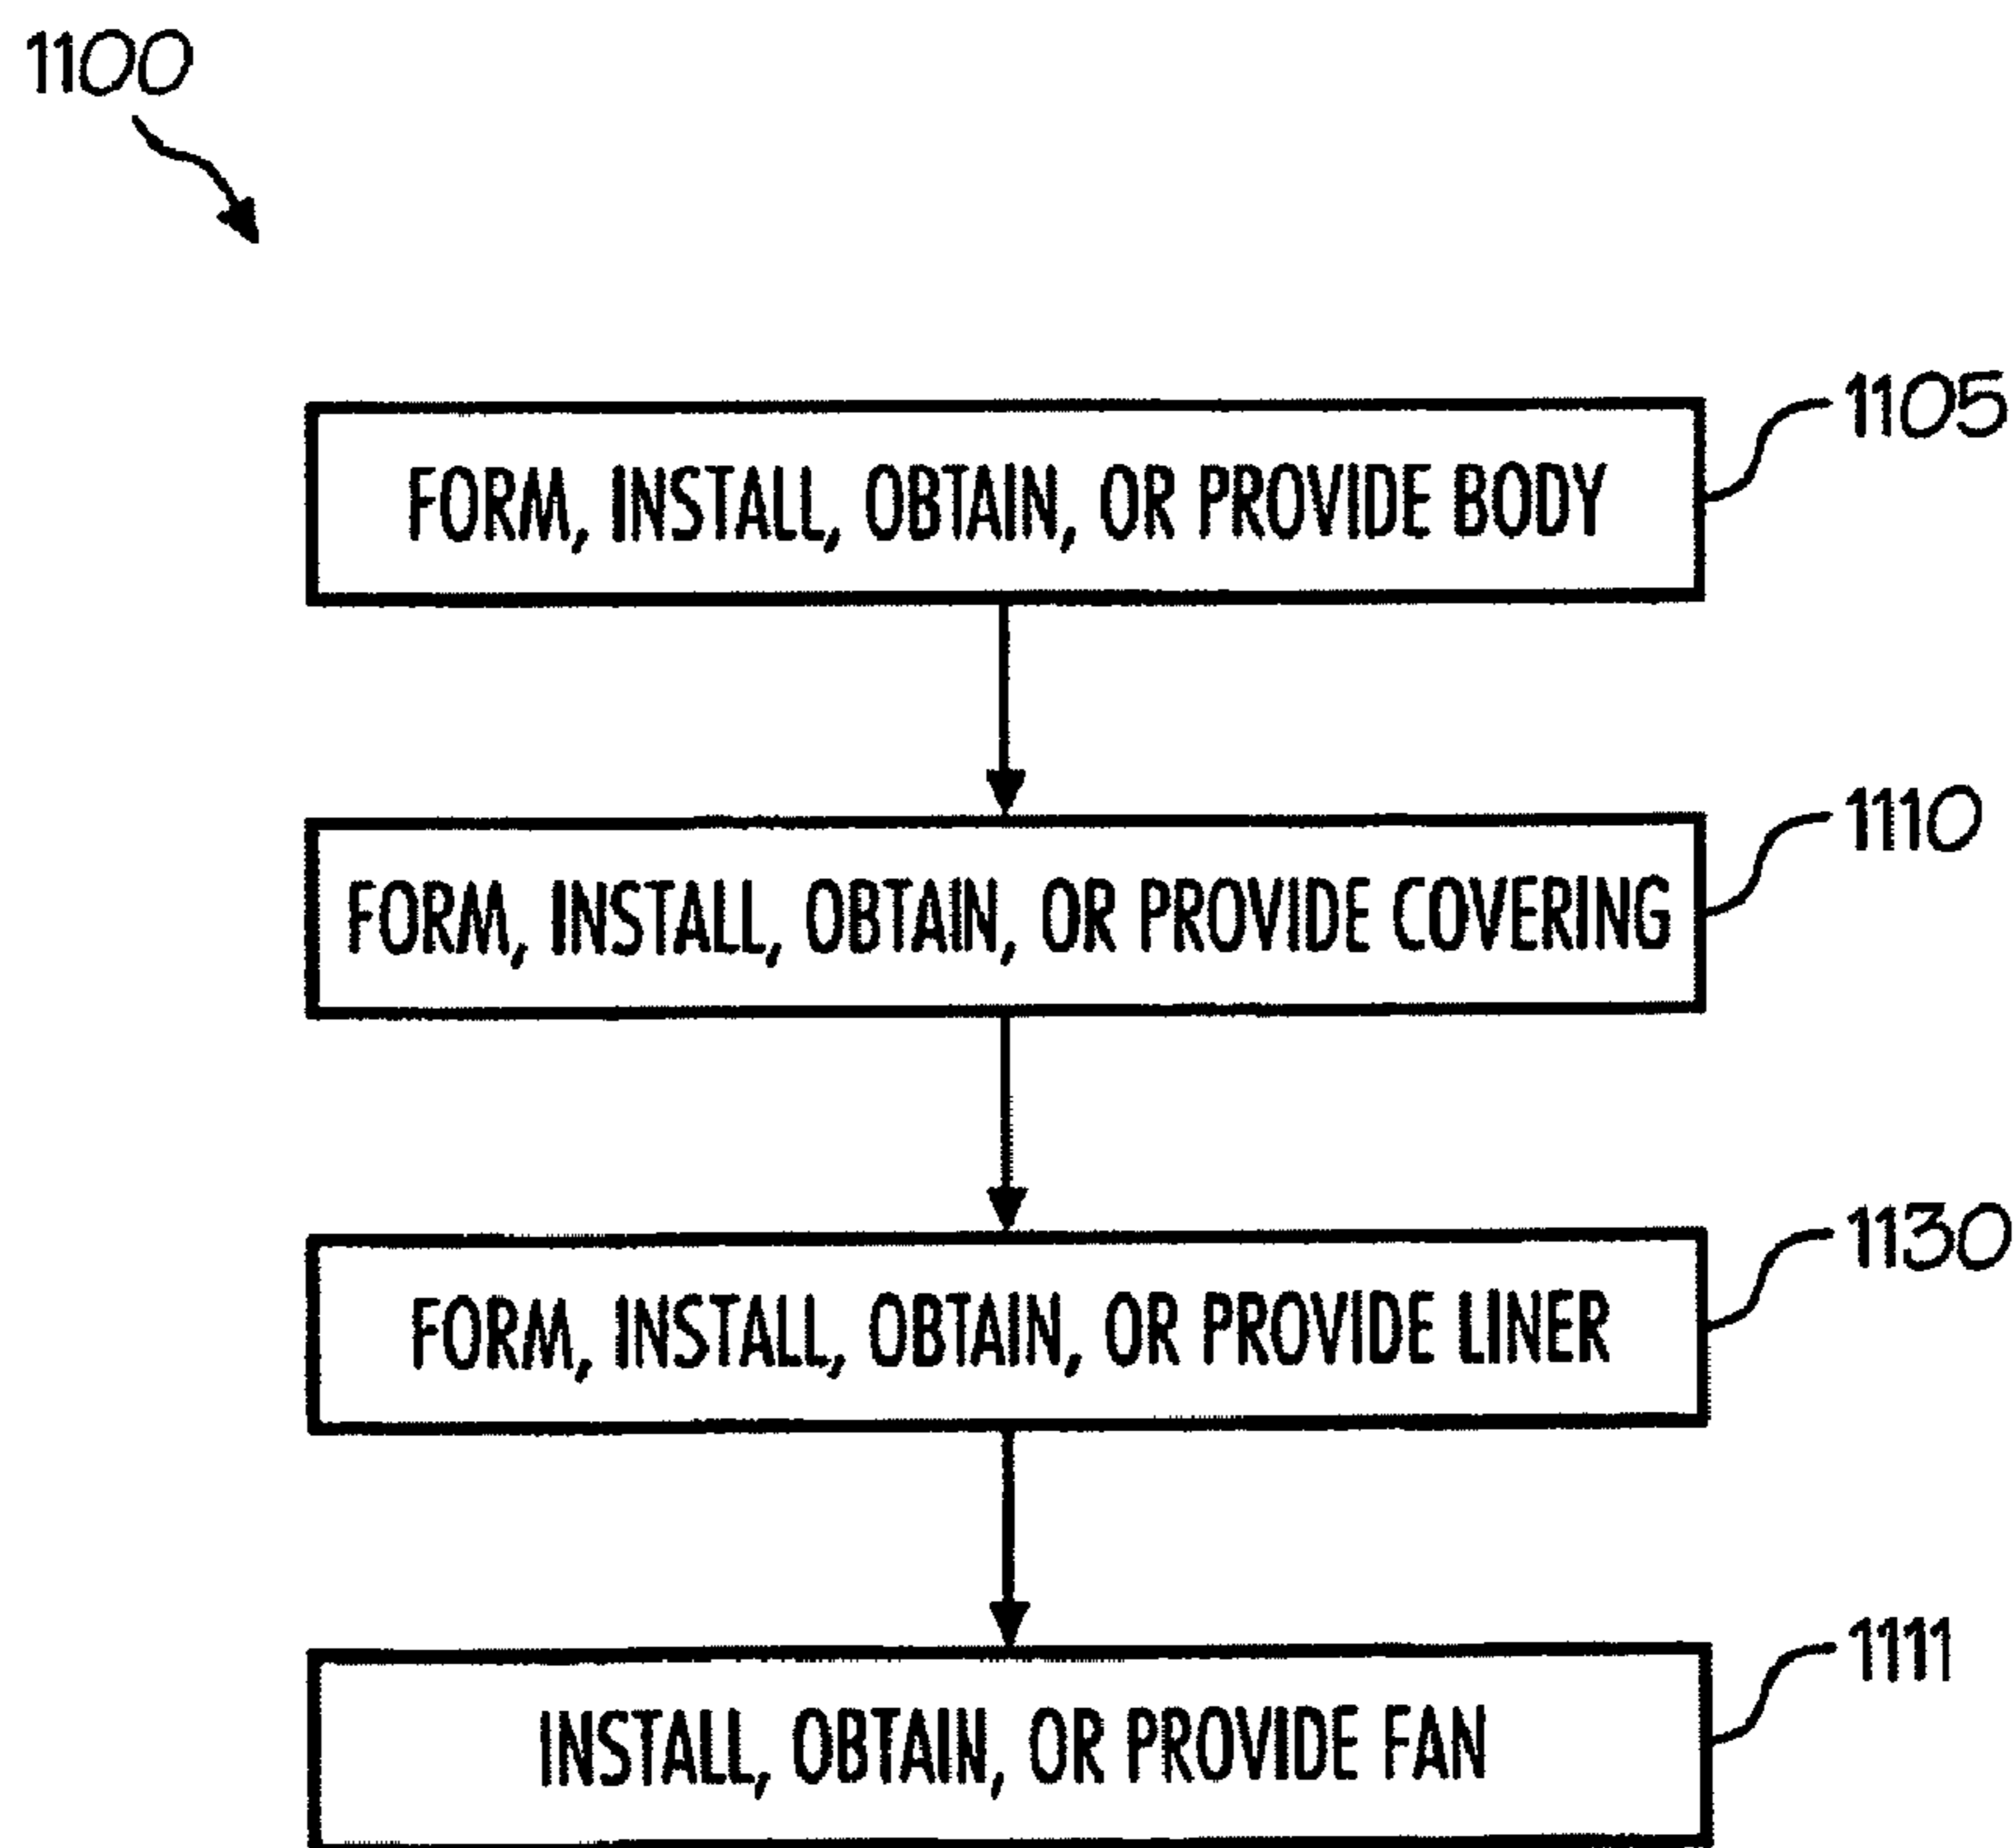 1100
FORM, INSTALL, OBTAIN, OR PROVIDE BODY
1105
FORM, INSTALL, OBTAIN, OR PROVIDE COVERING
1110
FORM, INSTALL, OBTAIN, OR PROVIDE LINER
1130
INSTALL, OBTAIN, OR PROVIDE FAN
1111